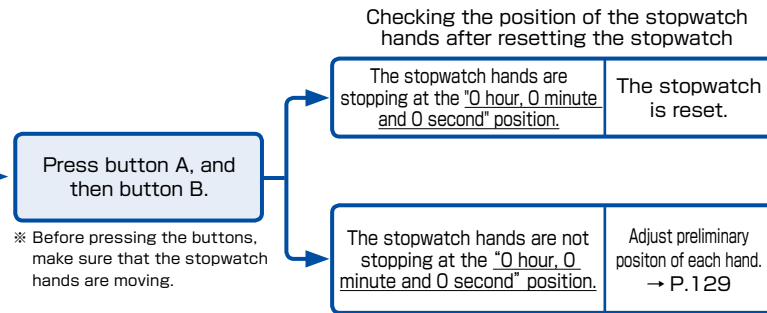 Checking the position of the stopwatch
hands after resetting the stopwatch
The stopwatch hands are
stopping at the "0 hour, 0 minute
and 0 second" position.
The stopwatch
is reset.
Press button A, and
then button B.
※ Before pressing the buttons,
make sure that the stopwatch
hands are moving.
The stopwatch hands are not
stopping at the “0 hour, 0
minute and 0 second” position.
Adjust preliminary
positon of each hand.
→ P.129